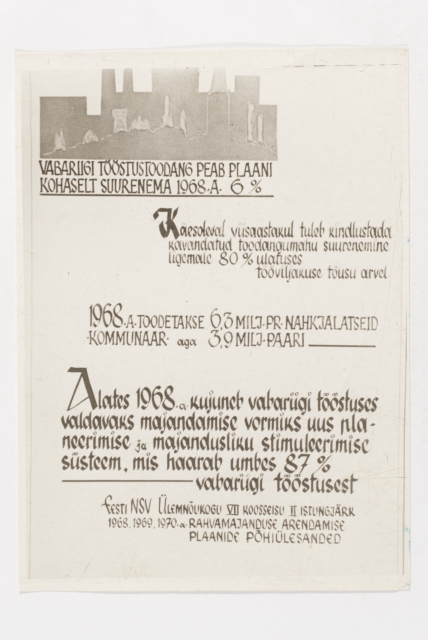 VABARIIGI TÖÖSTUSTOODANG PEAB PLAANI
KOHASELT SUURENEMA 1968.A. 6 %
Käesoleval viisaastakul tuleb kindlustada
kavandatud toodangumahu suurenemine
ligemale 80 % ulatuses
tööviljakuse tõusu arvel
1968.A. TOODETAKSE 6,3 MILJ. PR. NAHKJALATSEID
·KOMMUNAAR· aga 3,9 MILJ. PAARI
Alates 1968.a. kujuneb vabariigi tööstuses
valdavaks majandamise vormiks uus pla-
neerimise ja majandusliku stimuleerimise
süsteem, mis haarab umbes 87 %
vabariigi tööstusest
Eesti NSV Ülemnõukogu VII KOOSSEISU II ISTUNGJÄRK
1968, 1969, 1970.a. RAHVAMAJANDUSE ARENDAMISE
PLAANIDE PÕHIÜLESANDED